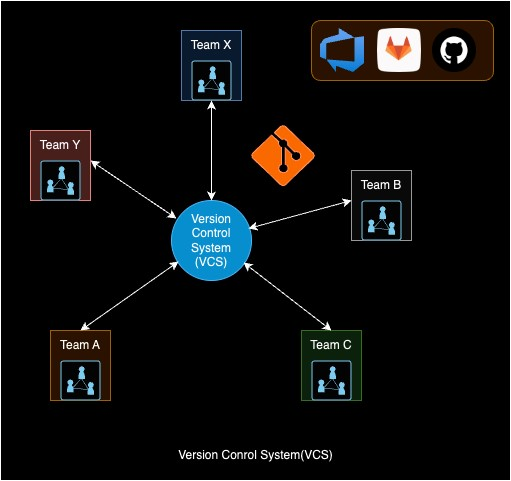 Team X
Team Y
Team B
Version
Control
System
(VCS)
Team A
Team C
Version Conrol System(VCS)